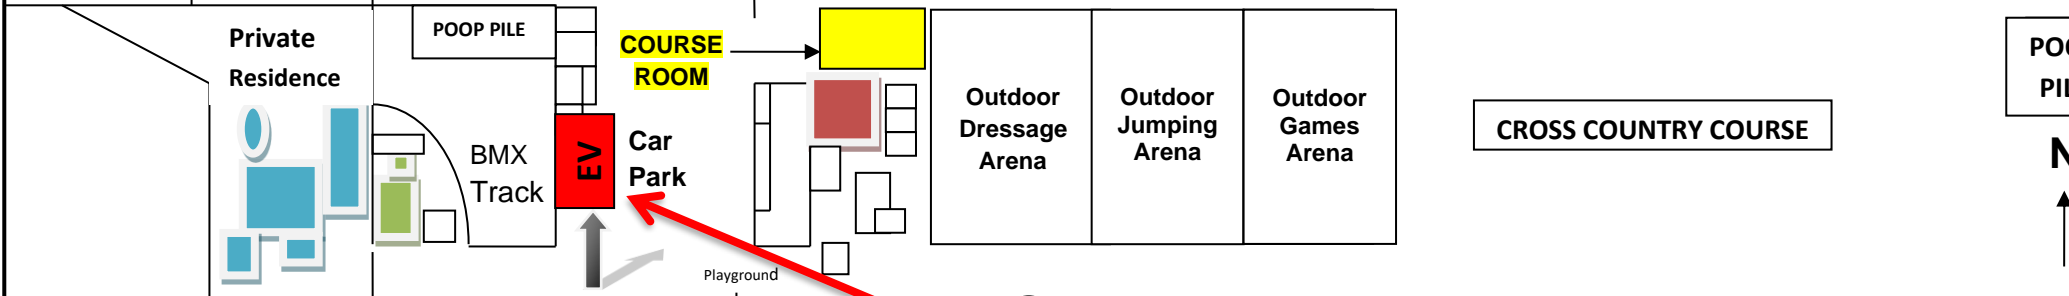 Private
Residence
POOP PILE
COURSE
ROOM
BMX
Track
EV
Car
Park
Playground
Outdoor
Dressage
Arena
Outdoor
Jumping
Arena
Outdoor
Games
Arena
CROSS COUNTRY COURSE
N